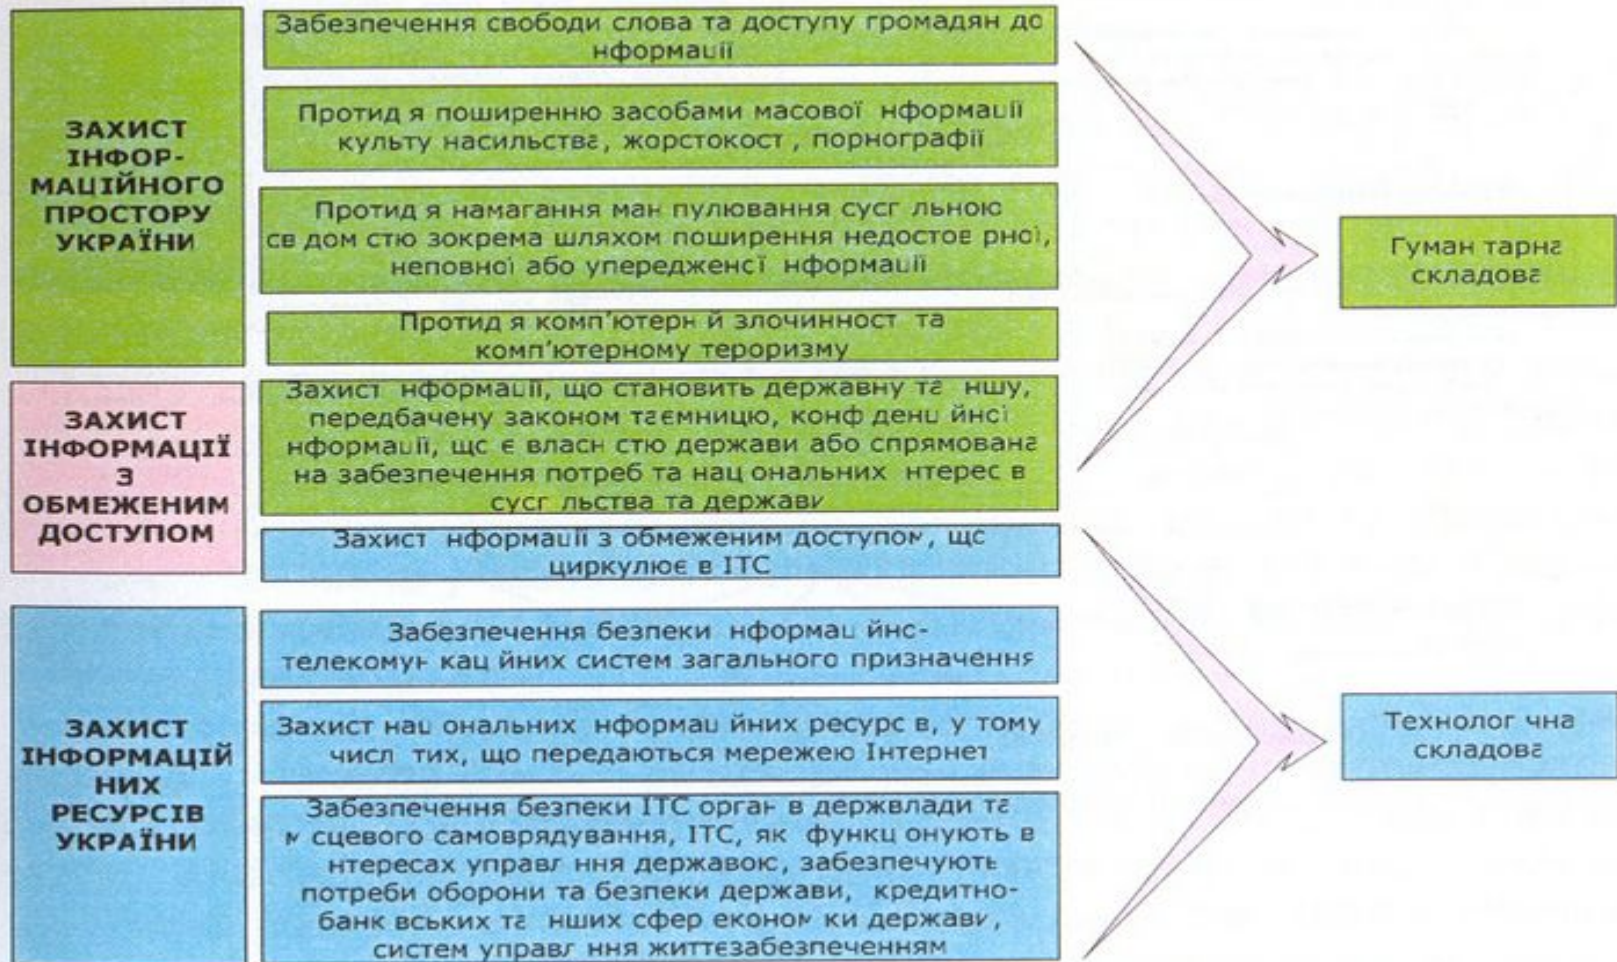 ЗАХИСТ
ІНФОР-
МАЦІЙНОГО
ПРОСТОРУ
УКРАЇНИ
Забезпечення свободи слова та доступу громадян до
нформації
Протид я поширенню засобами масової нформації
культу насильства, жорстокост , порнографії
Протид я намагання ман пулювання сусг льною
св дом стю зокрема шляхом поширення недостов рної,
неповної або упередженої нформації
Протид я комп'ютерн й злочинност та
комп'ютерному тероризму
Гуман тарна
складова
ЗАХИСТ
ІНФОРМАЦІЇ
З
ОБМЕЖЕНИМ
ДОСТУПОМ
Захист нформації, що становить державну та ншу,
передбачену законом таємницю, конф денц йної
нформації, що є власн стю держави або спрямована
на забезпечення потреб та нац ональних нтерес в
сусг льства та держави
Захист нформації з обмеженим доступом, що
циркулює в ІТС
ЗАХИСТ
ІНФОРМАЦІЙ
НИХ
РЕСУРСІВ
УКРАЇНИ
Забезпечення безпеки нформац йно-
телекомун кац йних систем загального призначення
Захист нац ональних нформац йних ресурс в, у тому
числ тих, що передаються мережею Інтернет
Забезпечення безпеки ІТС орган в держвлади та
м сцевого самоврядування, ІТС, як функц онують в
нтересах управл ння державою, забезпечують
потреби оборони та безпеки держави, кредитно-
банк вських та нших сфер економ ки держави,
систем управл ння життєзабезпеченням
Технолог чна
складова